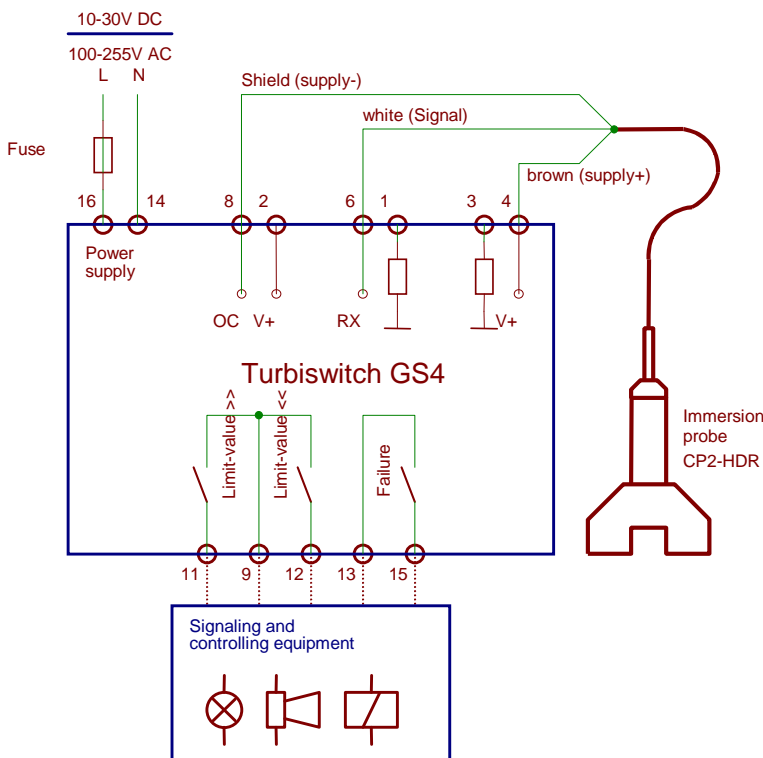 10-30V DC
100-255V AC
L N
Fuse
Shield (supply-)
white (Signal)
brown (supply+)
16 14 8 2 6 1 3 4
Power
supply
OC V+ RX V+
Turbiswitch GS4
Limit-value >>
Limit-value <<
Failure
Immersion
probe
CP2-HDR
11 9 12 13 15
Signaling and
controlling equipment